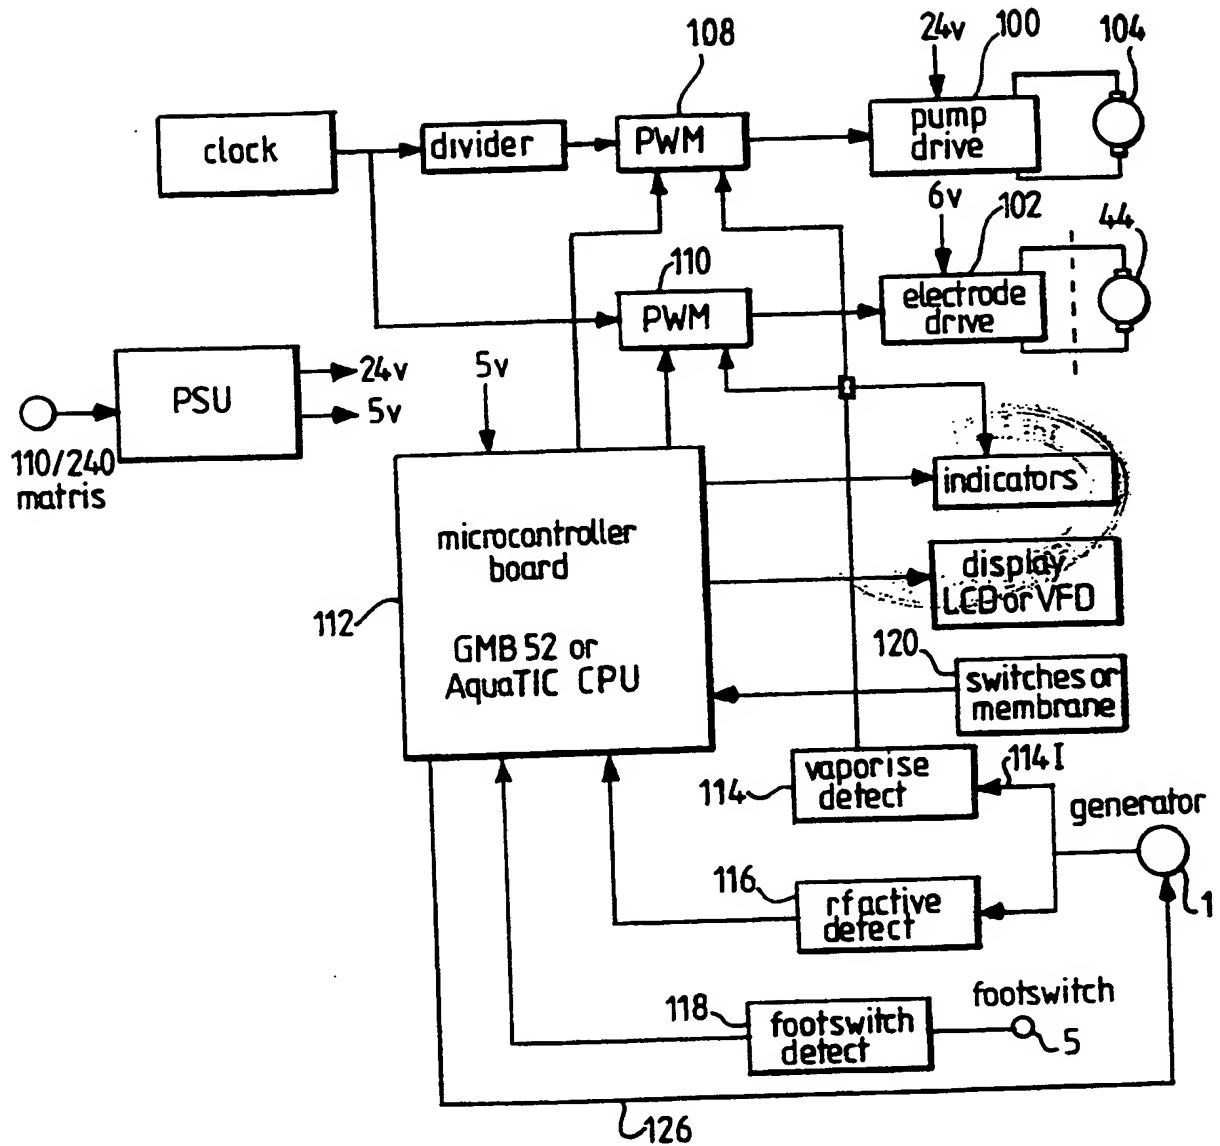 108
24v
100
104
clock
divider
PWM
pump
drive
6v
102
44
110
PWM
electrode
drive
PSU
24v
5v
5v
110/240
matris
indicators
microcontroller
board
112
GMB 52 or
AquaTIC CPU
display
LCD or VFD
120
switches or
membrane
114
vaporise
detect
114I
generator
1
116
rf active
detect
118
footswitch
detect
footswitch
5
126